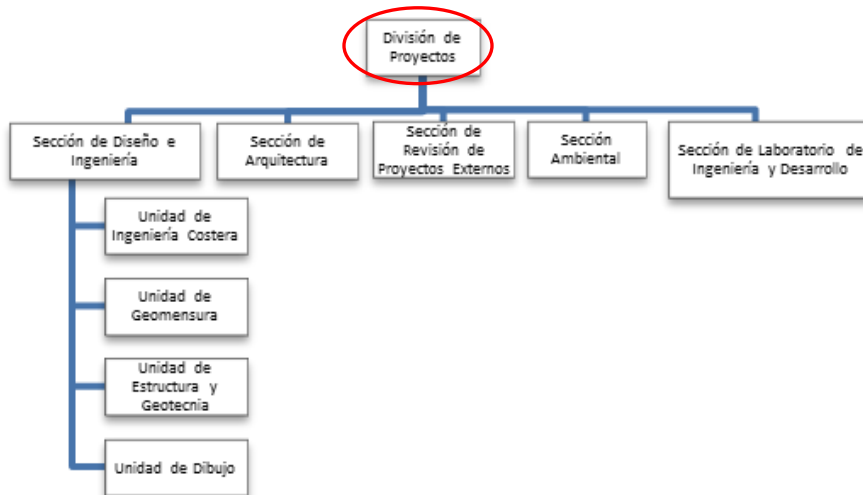 División de
Proyectos
Sección de Diseño e
Ingeniería
Sección de
Arquitectura
Sección de
Revisión de
Proyectos Externos
Sección
Ambiental
Sección de Laboratorio de
Ingeniería y Desarrollo
Unidad de
Ingeniería Costera
Unidad de
Geomensura
Unidad de
Estructura y
Geotecnia
Unidad de Dibujo